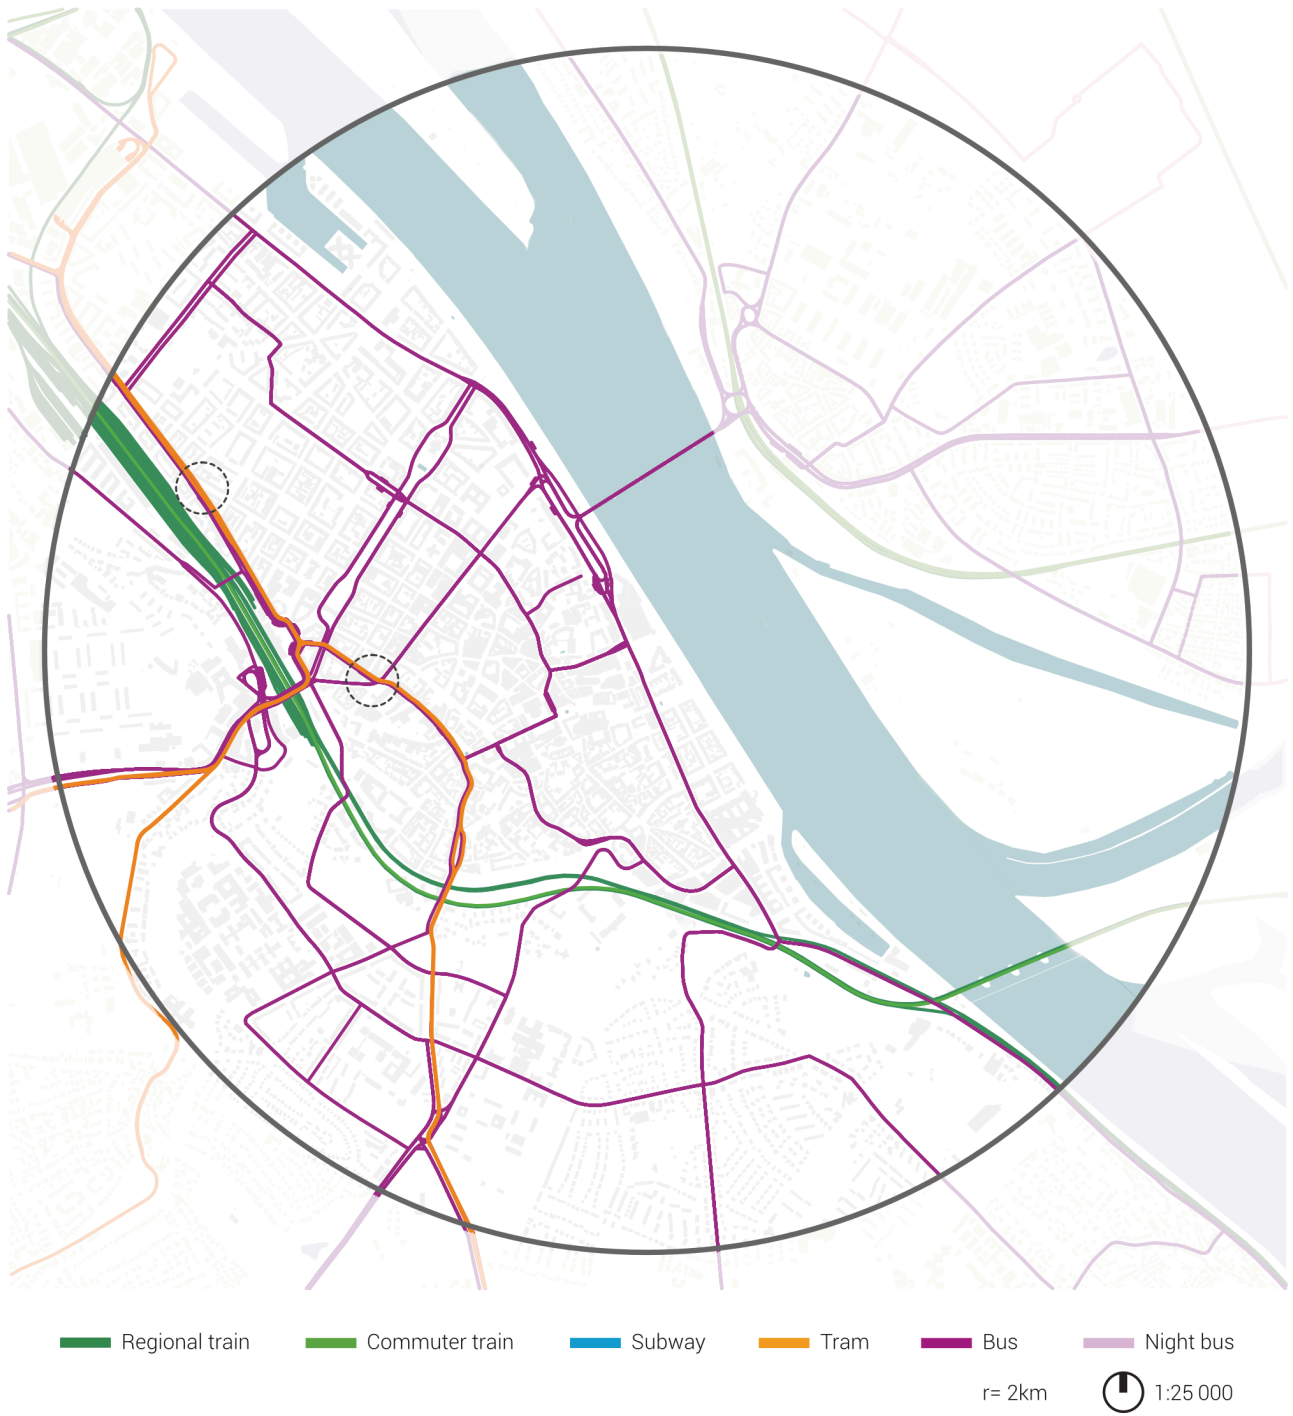 Regional train
Commuter train
Subway
Tram
Bus
Night bus
r= 2km
1:25 000